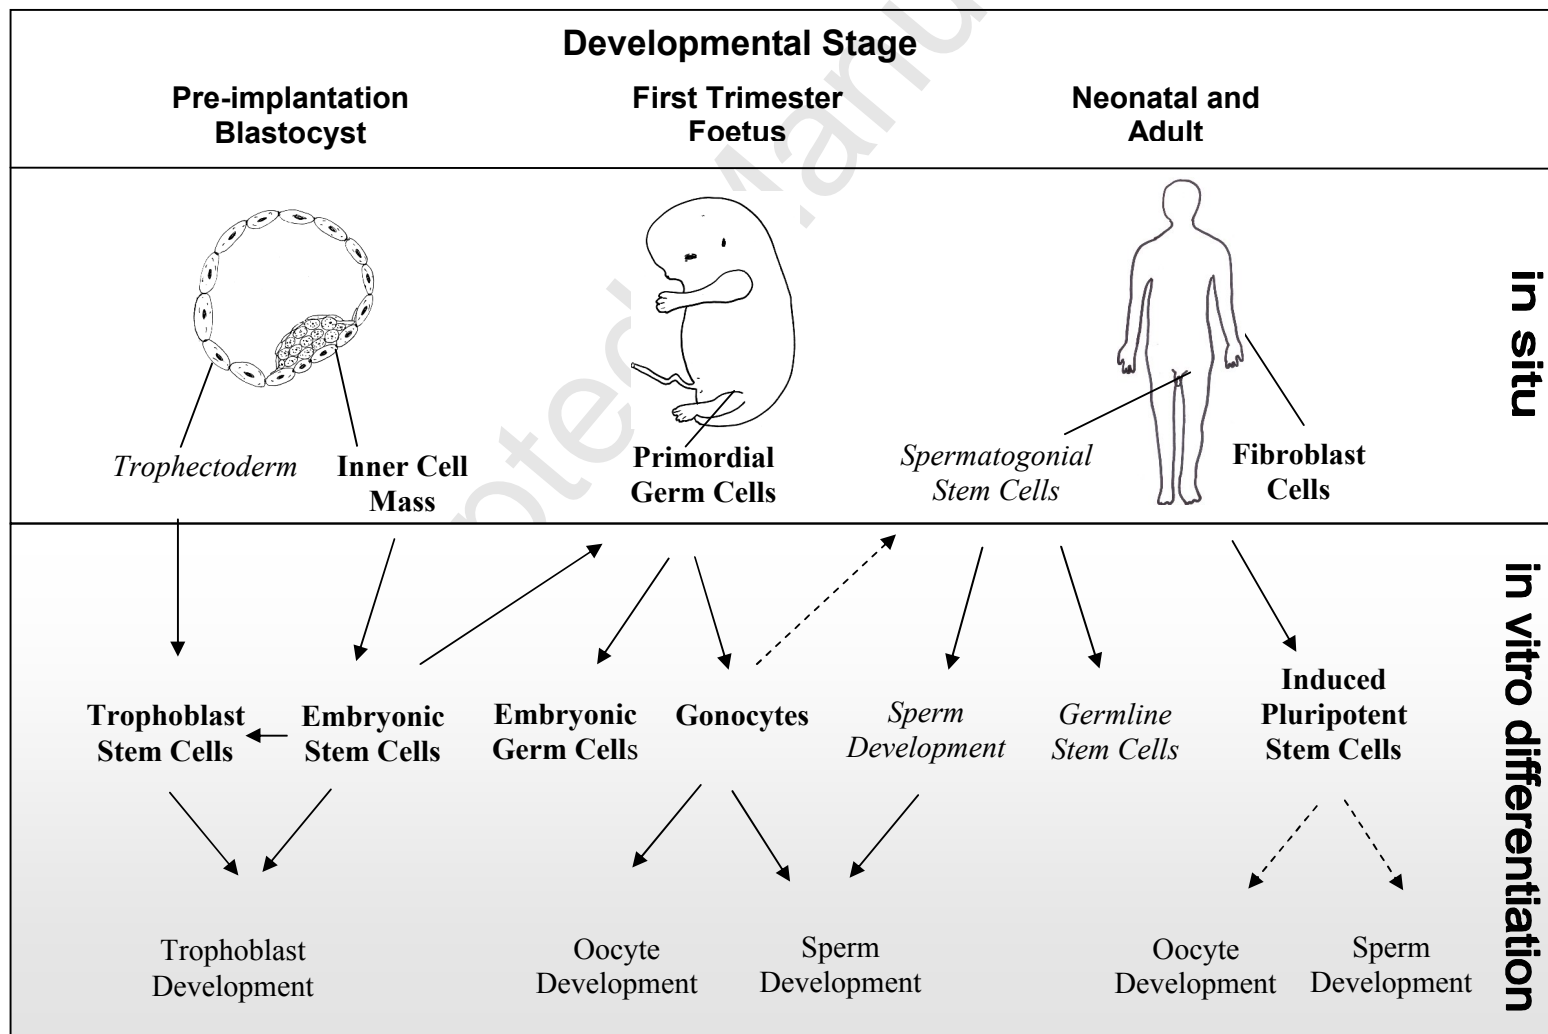 Developmental Stage
Pre-implantation
Blastocyst
First Trimester
Foetus
Neonatal and
Adult
in situ
Trophectoderm
Inner Cell
Mass
Primordial
Germ Cells
Spermatogonial
Stem Cells
Fibroblast
Cells
in vitro differentiation
Trophoblast
Stem Cells
Embryonic
Stem Cells
Embryonic
Germ Cells
Gonocytes
Sperm
Development
Germline
Stem Cells
Induced
Pluripotent
Stem Cells
Trophoblast
Development
Oocyte
Development
Sperm
Development
Oocyte
Development
Sperm
Development